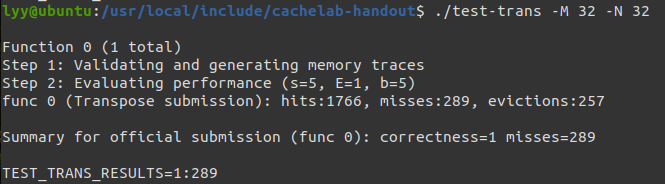 lyy@ubuntu:/usr/local/include/cachelab-handout$ ./test-trans -M 32 -N 32
Function 0 (1 total)
Step 1: Validating and generating memory traces
Step 2: Evaluating performance (s=5, E=1, b=5)
func 0 (Transpose submission): hits:1766, misses:289, evictions:257
Summary for official submission (func 0): correctness=1 misses=289
TEST_TRANS_RESULTS=1:289